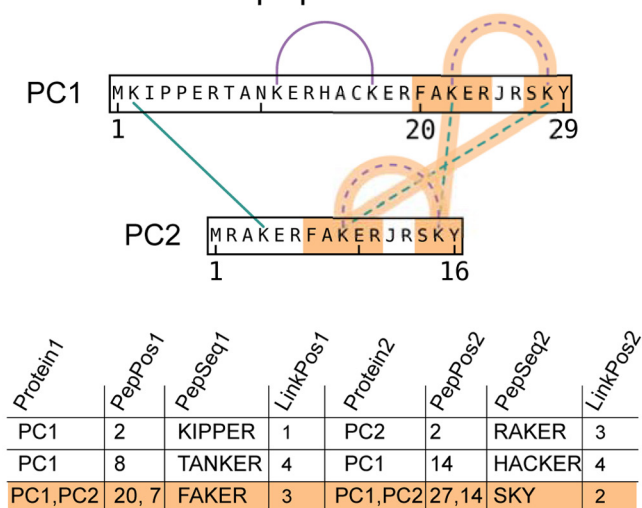 PC1
MKIPPERTANKERHACKERFAKERJRSKY
1 20 29
PC2
MRAKERFAKERJRSKY
1 16
Protein1 PepPos1 PepSeq1 LinkPos1 Protein2 PepPos2 PepSeq2 LinkPos2
PC1 2 KIPPER 1 PC2 2 RAKER 3
PC1 8 TANKER 4 PC1 14 HACKER 4
PC1,PC2 20, 7 FAKER 3 PC1,PC2 27,14 SKY 2